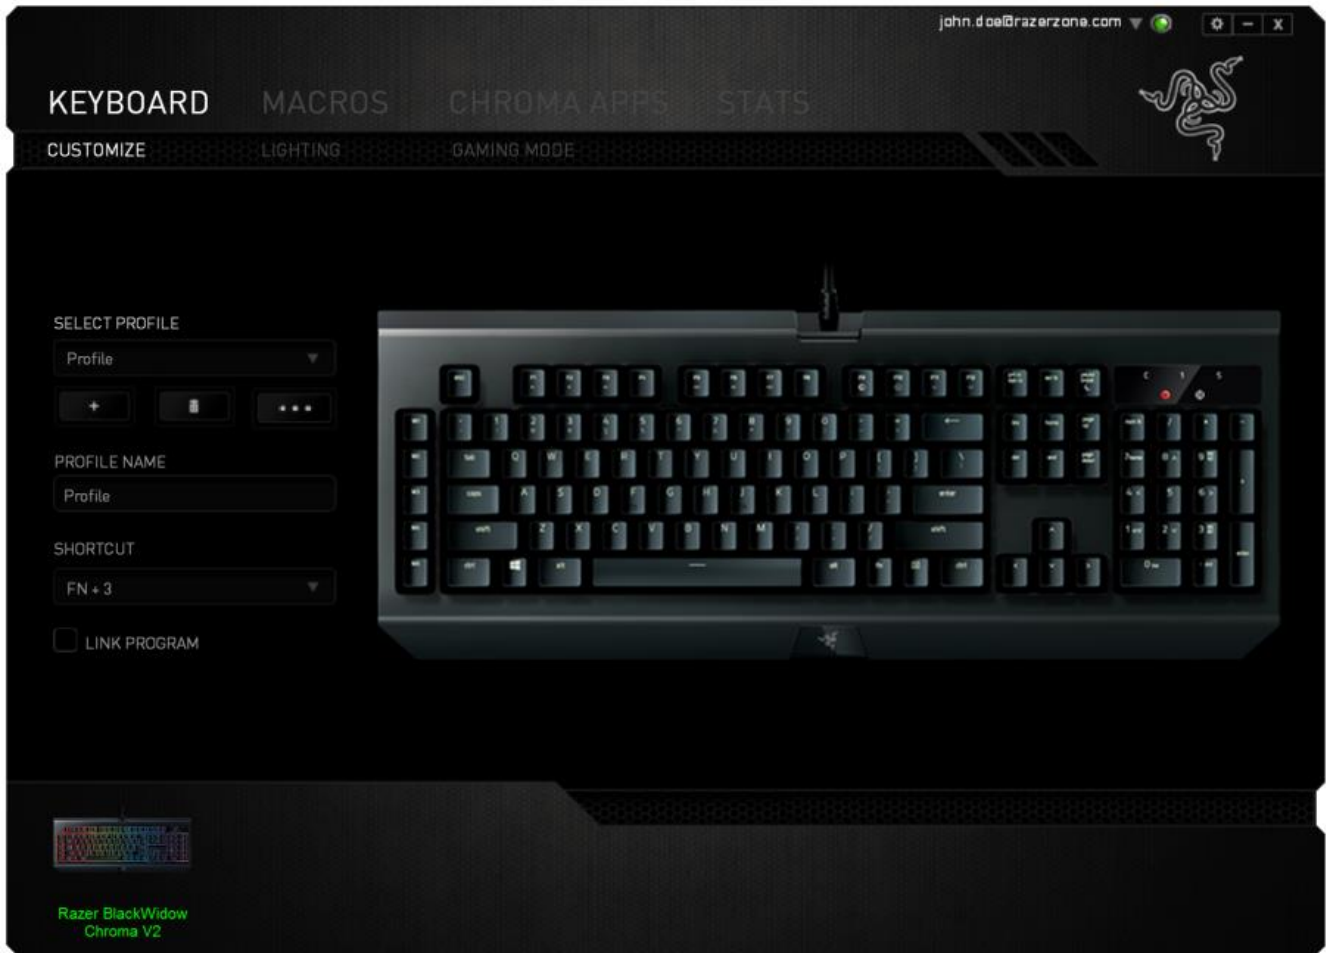 john.doe@razerzone.com
X
KEYBOARD MACROS CHROMA APPS STATS
CUSTOMIZE LIGHTING GAMING MODE
SELECT PROFILE
Profile
PROFILE NAME
Profile
SHORTCUT
FN + 3
LINK PROGRAM
Q W E R T Y U I O P
A S D F G H J K L
Z X C V B N M
Razer BlackWidow
Chroma V2